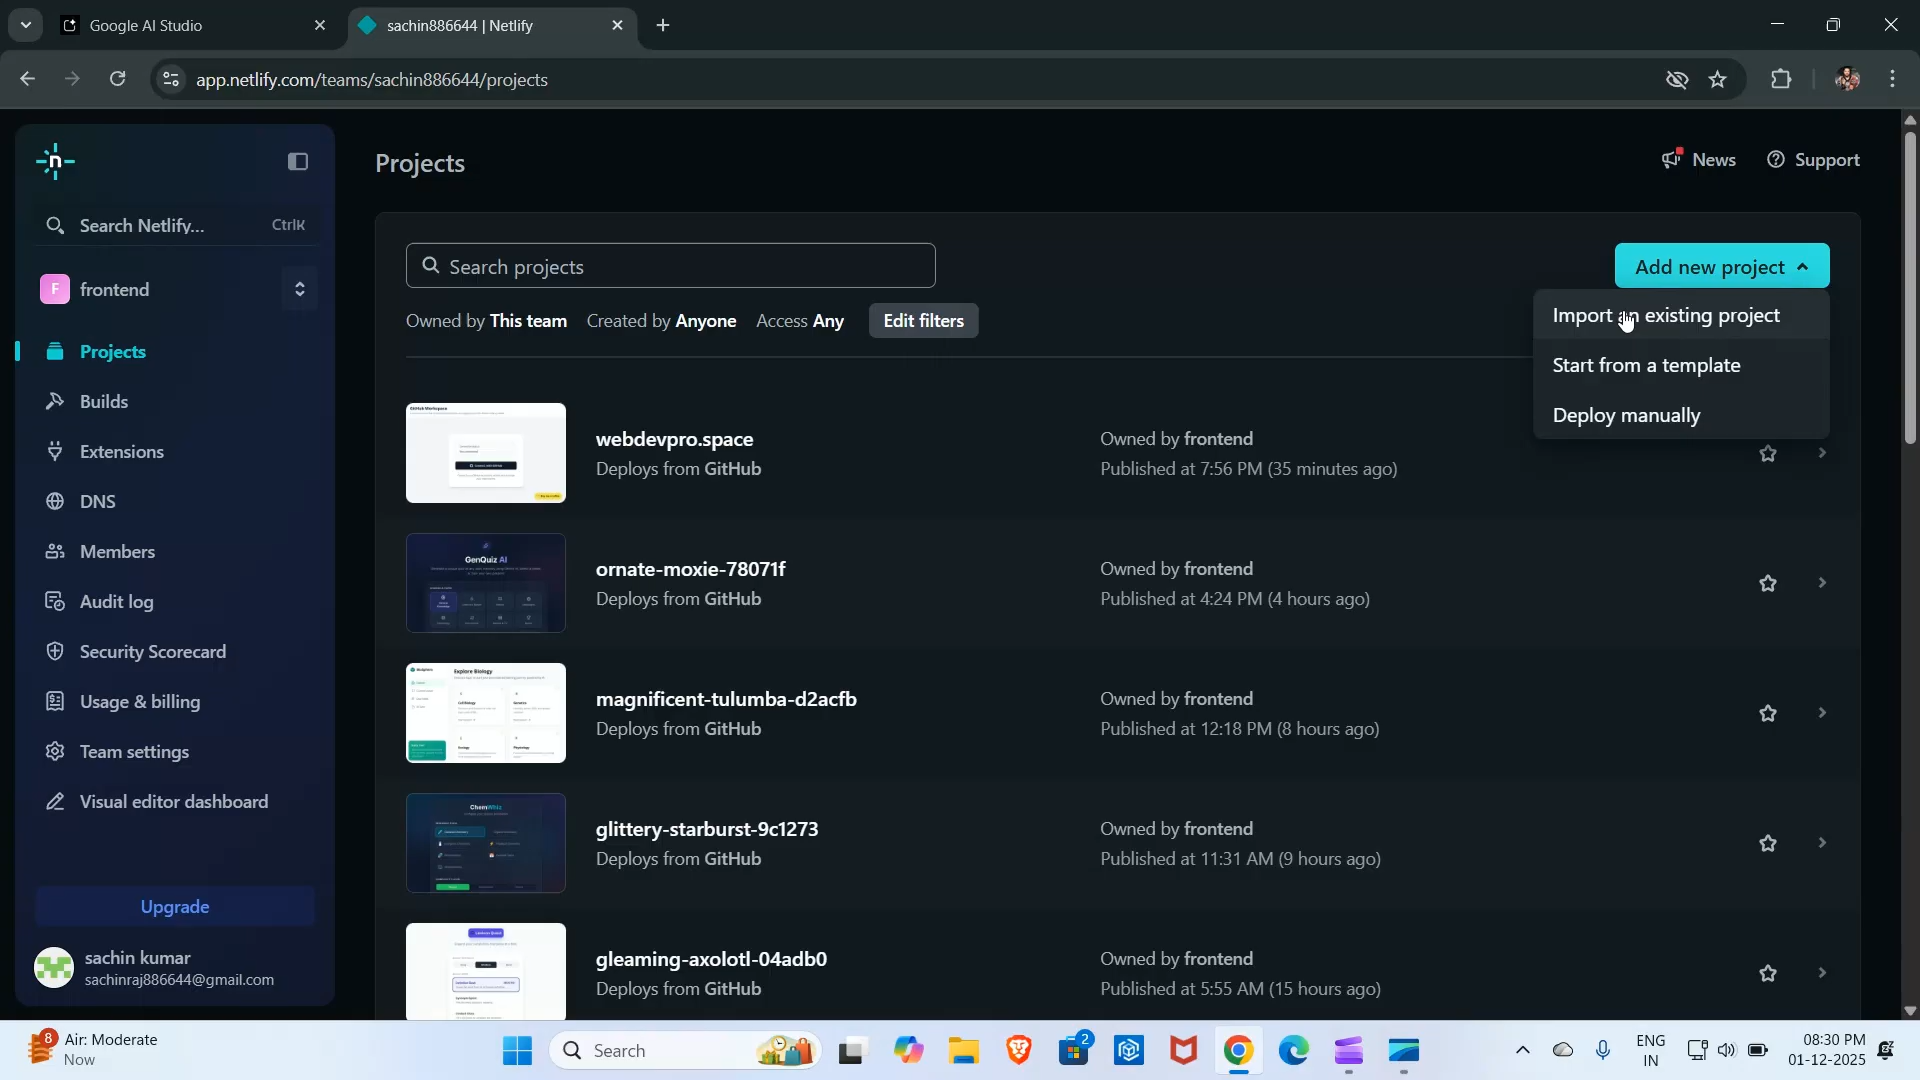 Google AI Studio
sachin886644 | Netlify
app.netlify.com/teams/sachin886644/projects
Search Netlify...
CtrlK
F
frontend
Projects
Builds
Extensions
DNS
Members
Audit log
Security Scorecard
Usage & billing
Team settings
Visual editor dashboard
Upgrade
sachin kumar
sachinraj886644@gmail.com
Projects
News
Support
Search projects
Add new project
Owned by This team
Created by Anyone
Access Any
Edit filters
Import an existing project
Start from a template
Deploy manually
webdevpro.space
Deploys from GitHub
Owned by frontend
Published at 7:56 PM (35 minutes ago)
GenQuiz AI
ornate-moxie-78071f
Deploys from GitHub
Owned by frontend
Published at 4:24 PM (4 hours ago)
Explore Biology
magnificent-tulumba-d2acfb
Deploys from GitHub
Owned by frontend
Published at 12:18 PM (8 hours ago)
ChemWhiz
glittery-starburst-9c1273
Deploys from GitHub
Owned by frontend
Published at 11:31 AM (9 hours ago)
gleaming-axolotl-04adb0
Deploys from GitHub
Owned by frontend
Published at 5:55 AM (15 hours ago)
8
Air: Moderate
Now
Search
2
ENG
IN
08:30 PM
01-12-2025